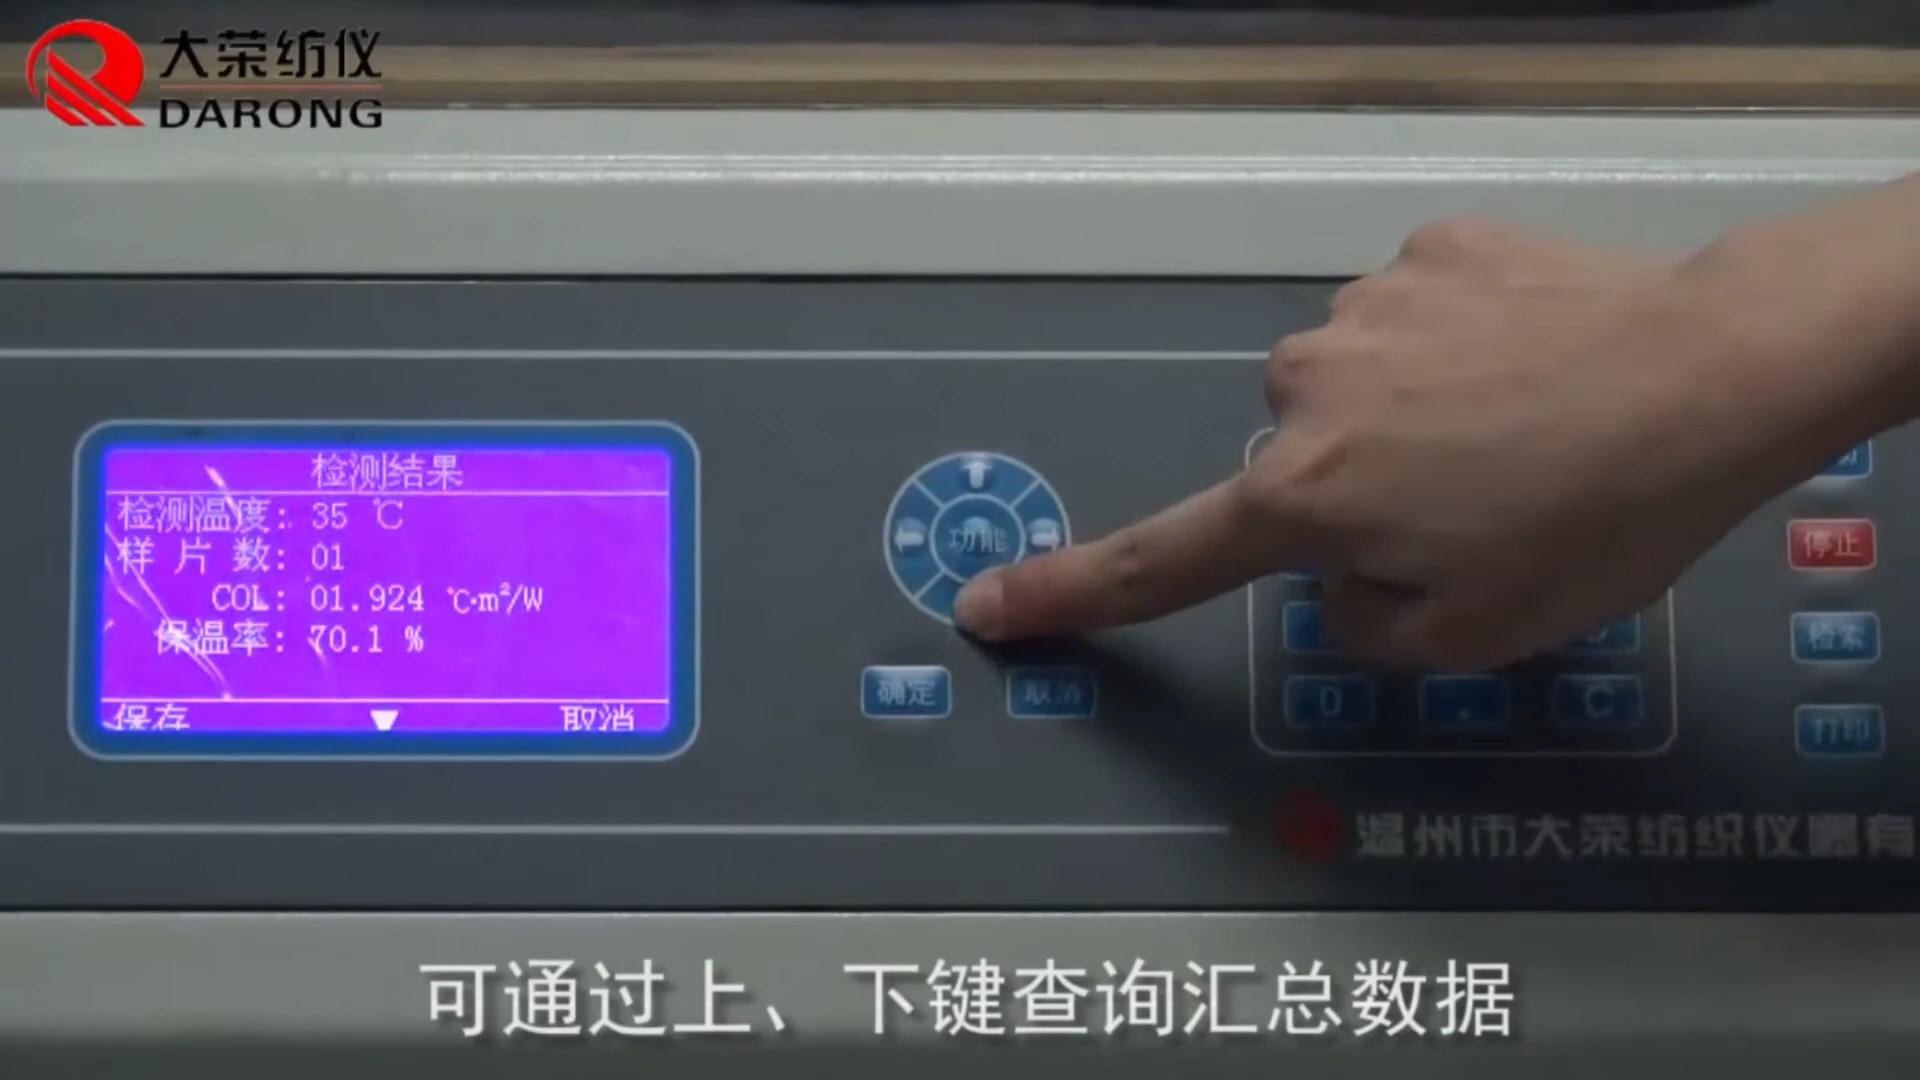 大荣纺仪
DARONG
检测结果
检测温度: 35 ℃
样片数: 01
COL: 01.924 ℃·m²/W
保温率: 70.1 %
保存 ▼ 取消
功能
确定
取消
0 . C
停止
检索
打印
温州市大荣纺织仪器有
可通过上、下键查询汇总数据